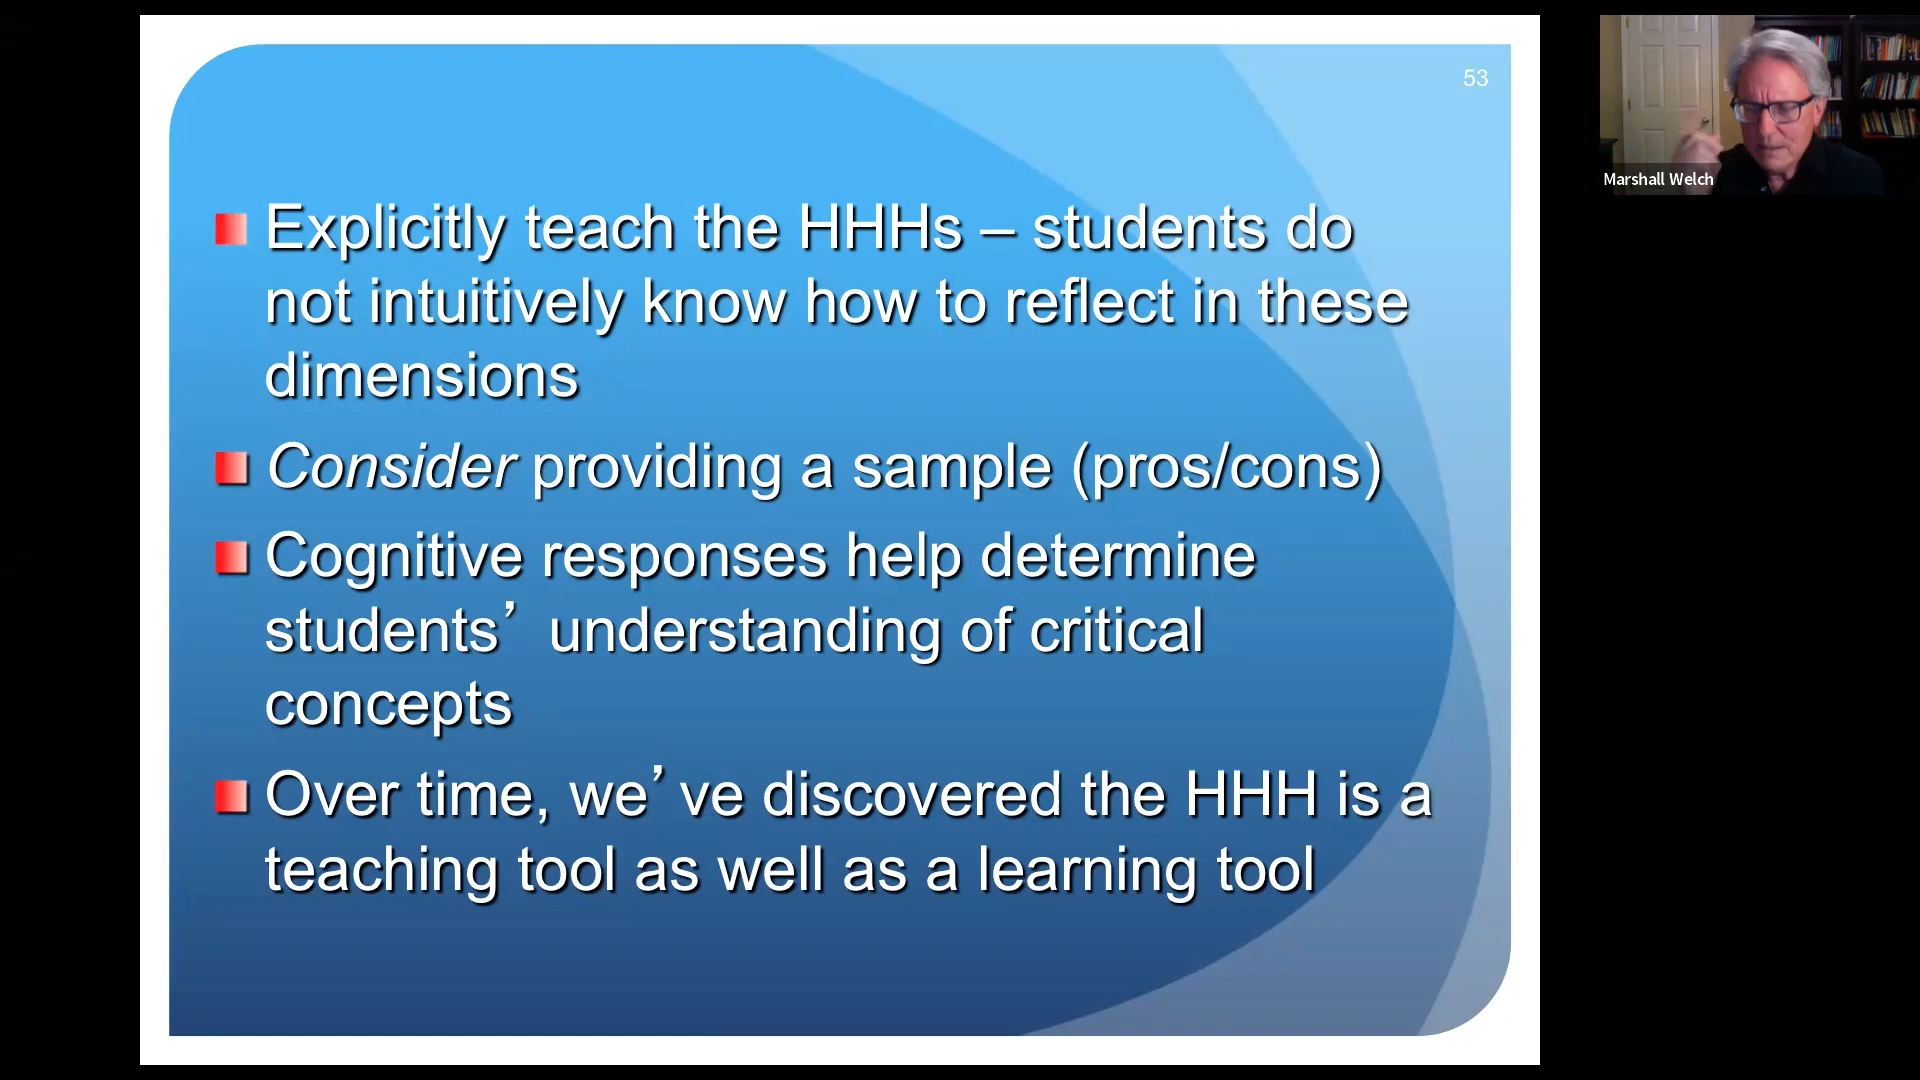 53
Marshall Welch
Explicitly teach the HHHs – students do
not intuitively know how to reflect in these
dimensions
Consider providing a sample (pros/cons)
Cognitive responses help determine
students’ understanding of critical
concepts
Over time, we’ve discovered the HHH is a
teaching tool as well as a learning tool